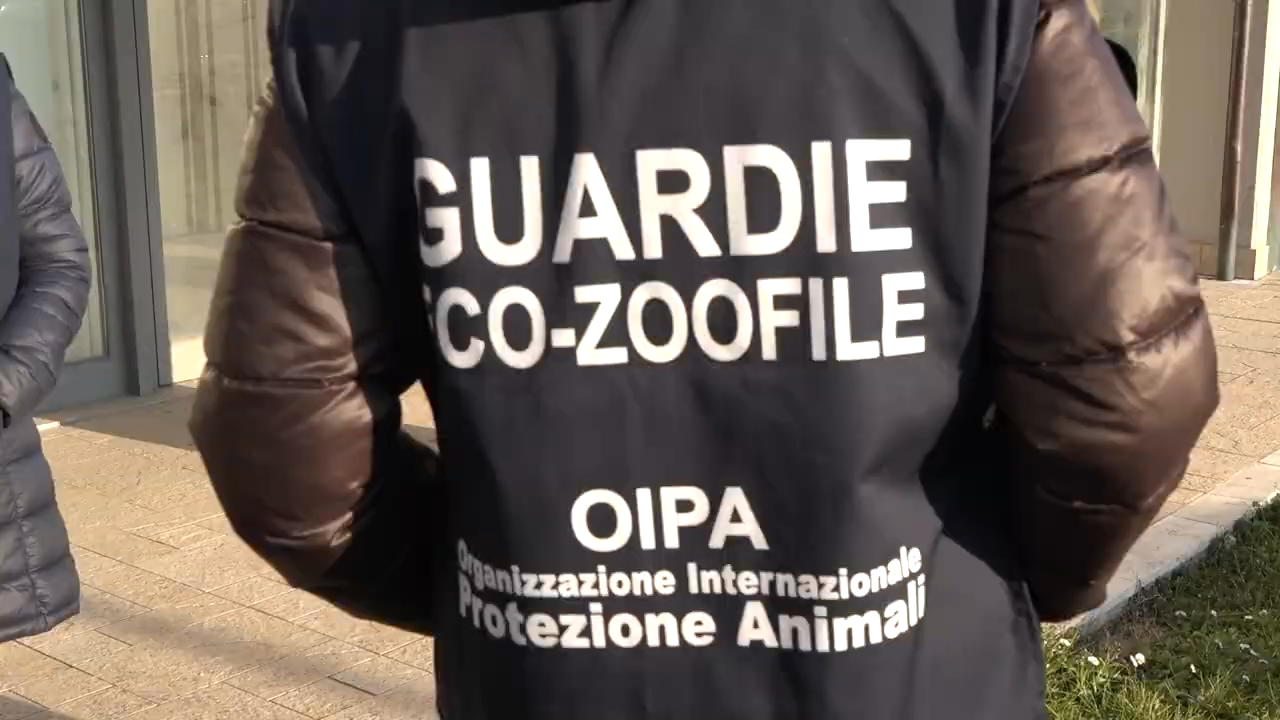 GUARDIE
ECO-ZOOFILE
OIPA
Organizzazione Internazionale
Protezione Animali